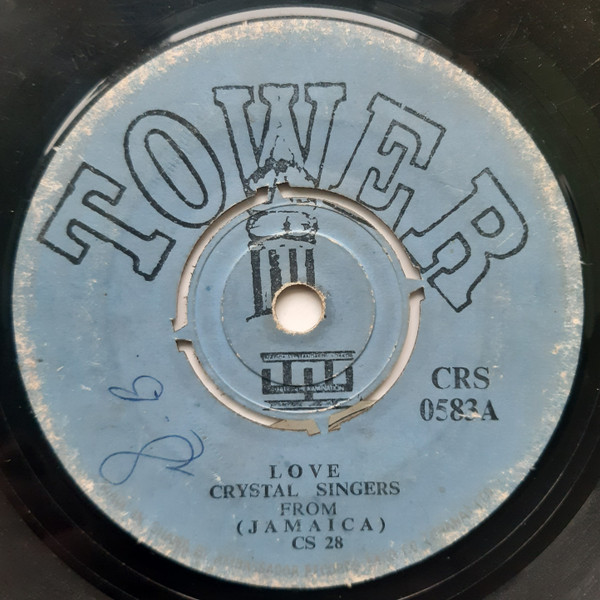 TOWER
CRS
0583A
LOVE
CRYSTAL SINGERS
FROM
(JAMAICA)
CS 28